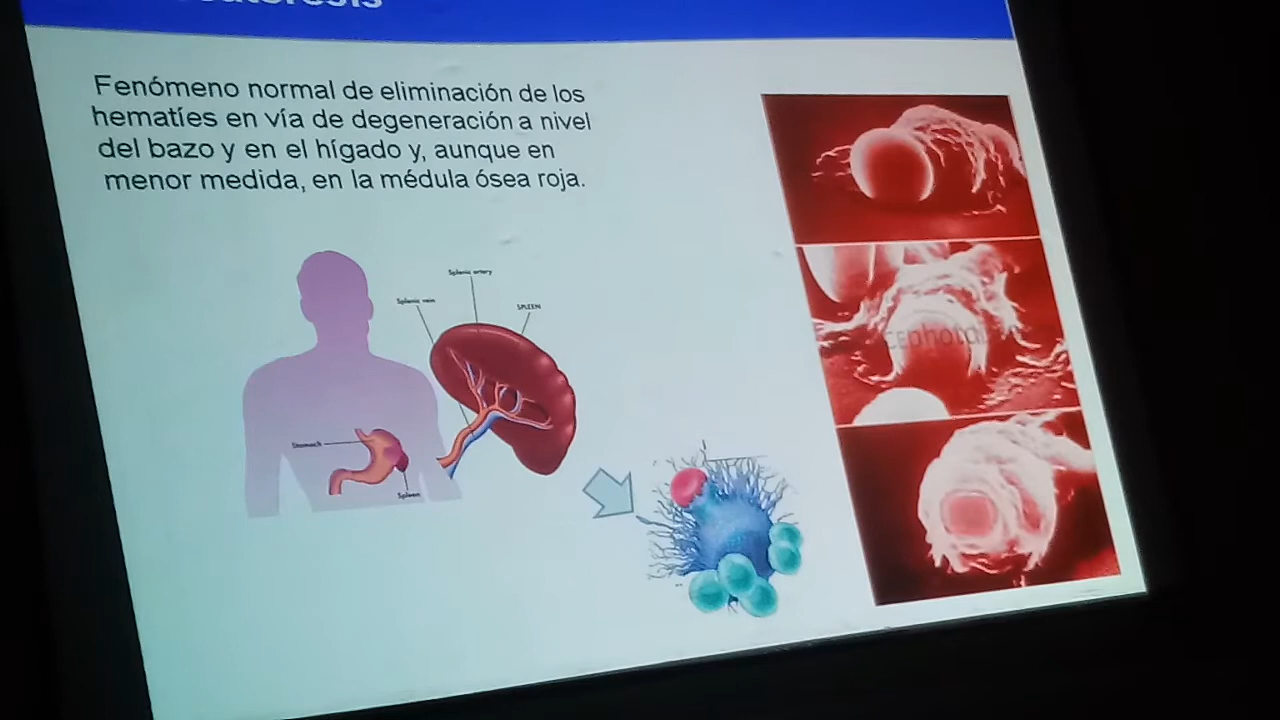 Fenómeno normal de eliminación de los
hematíes en vía de degeneración a nivel
del bazo y en el hígado y, aunque en
menor medida, en la médula ósea roja.
Splenic artery
Splenic vein
SPLEEN
Stomach
Spleen